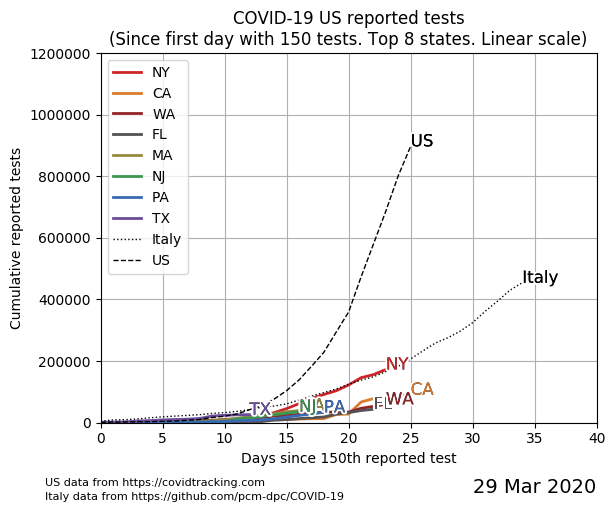 COVID-19 US reported tests
(Since first day with 150 tests. Top 8 states. Linear scale)
1200000
1000000
800000
600000
400000
200000
0
Cumulative reported tests
NY
CA
WA
FL
MA
NJ
PA
TX
Italy
US
US
Italy
NY
CA
WA
FL
PA
NJ
TX
0 5 10 15 20 25 30 35 40
Days since 150th reported test
US data from https://covidtracking.com
Italy data from https://github.com/pcm-dpc/COVID-19
29 Mar 2020